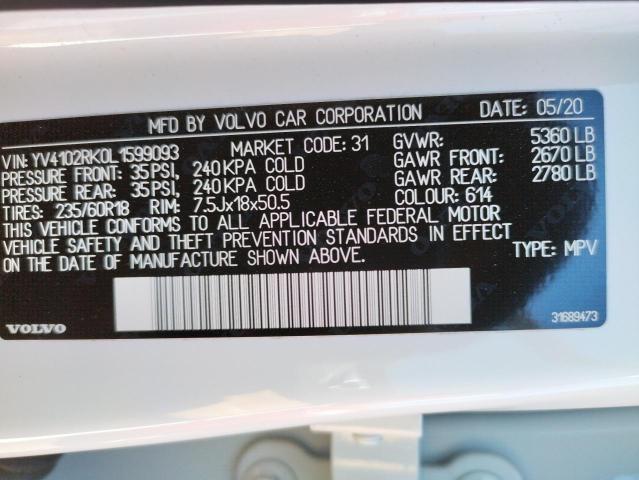 MFD BY VOLVO CAR CORPORATION DATE: 05/20
VIN: YV4102RK0L1599093 MARKET CODE: 31 GVWR: 5360 LB
PRESSURE FRONT: 35PSI, 240KPA COLD GAWR FRONT: 2670 LB
PRESSURE REAR: 35PSI, 240KPA COLD GAWR REAR: 2780 LB
TIRES: 235/60R18 RIM: 7.5Jx18x50.5 COLOUR: 614
THIS VEHICLE CONFORMS TO ALL APPLICABLE FEDERAL MOTOR
VEHICLE SAFETY AND THEFT PREVENTION STANDARDS IN EFFECT
ON THE DATE OF MANUFACTURE SHOWN ABOVE. TYPE: MPV
VOLVO 31689473